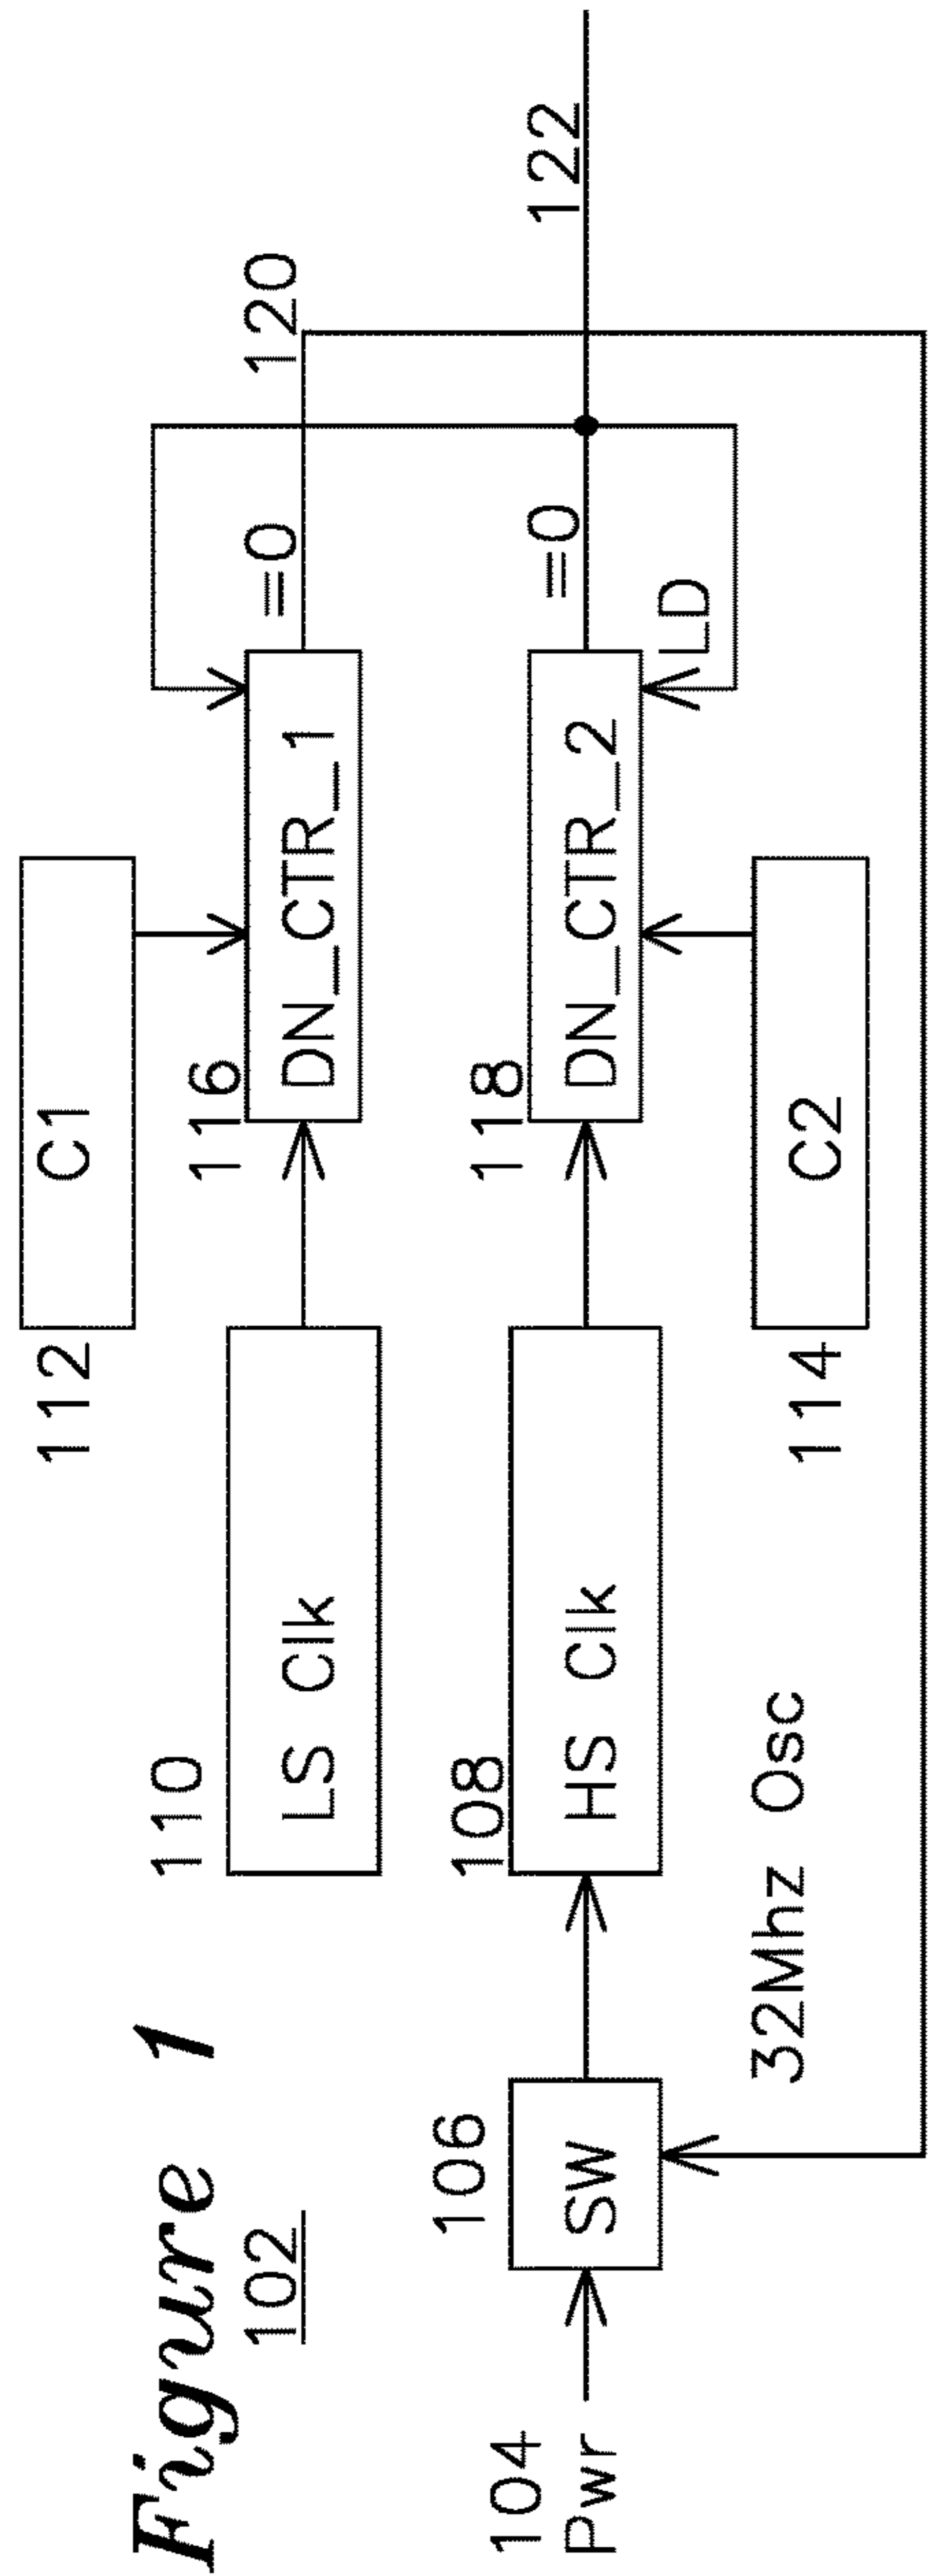 Figure 1
102
112
C1
110
LS Clk
116
DN_CTR_1
=0
120
104
Pwr
106
SW
108
HS Clk
118
DN_CTR_2
=0
122
LD
32Mhz Osc
114
C2